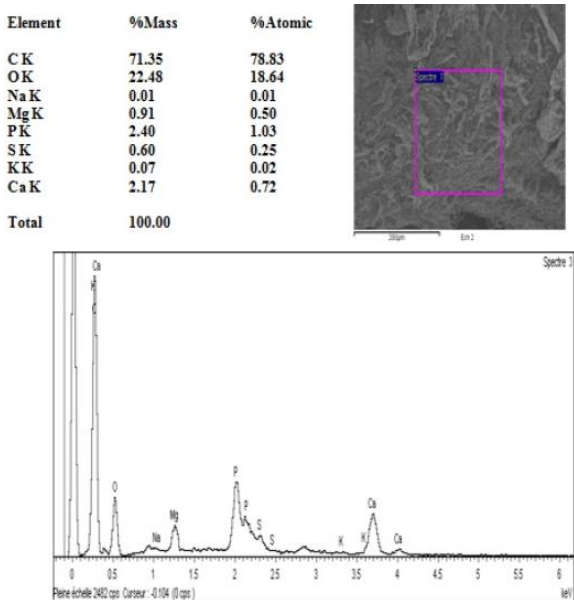 Element %Mass %Atomic
C K 71.35 78.83
O K 22.48 18.64
Na K 0.01 0.01
Mg K 0.91 0.50
P K 2.40 1.03
S K 0.60 0.25
K K 0.07 0.02
Ca K 2.17 0.72
Total 100.00
Spectre 1
200µm Ecm 2
Spectre 3
Ca
K
C
O
Na
Mg
P
P
S
S
K
K
Ca
Ca
0 0.5 1 1.5 2 2.5 3 3.5 4 4.5 5 5.5 6
Pleine échelle 2482 cps Curseur : -0.104 (0 cps) keV